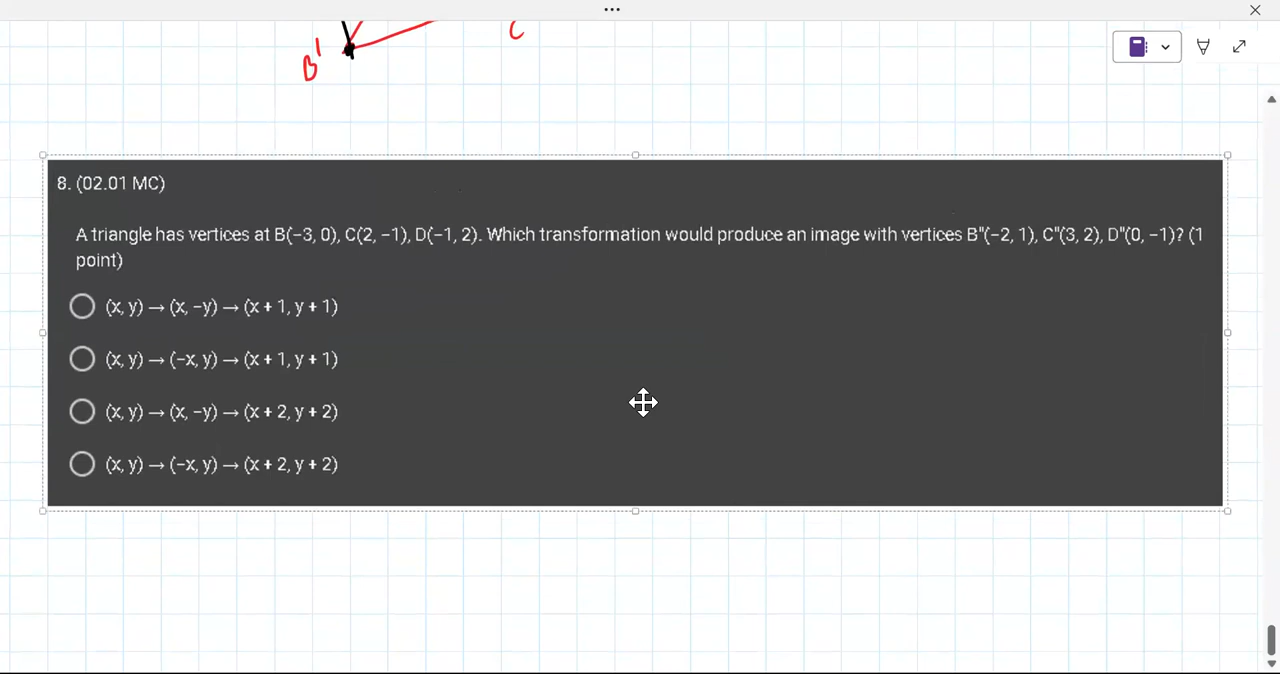 B'
C
8. (02.01 MC)
A triangle has vertices at B(−3, 0), C(2, −1), D(−1, 2). Which transformation would produce an image with vertices B"(−2, 1), C"(3, 2), D"(0, −1)? (1
point)
(x, y) → (x, −y) → (x + 1, y + 1)
(x, y) → (−x, y) → (x + 1, y + 1)
(x, y) → (x, −y) → (x + 2, y + 2)
(x, y) → (−x, y) → (x + 2, y + 2)